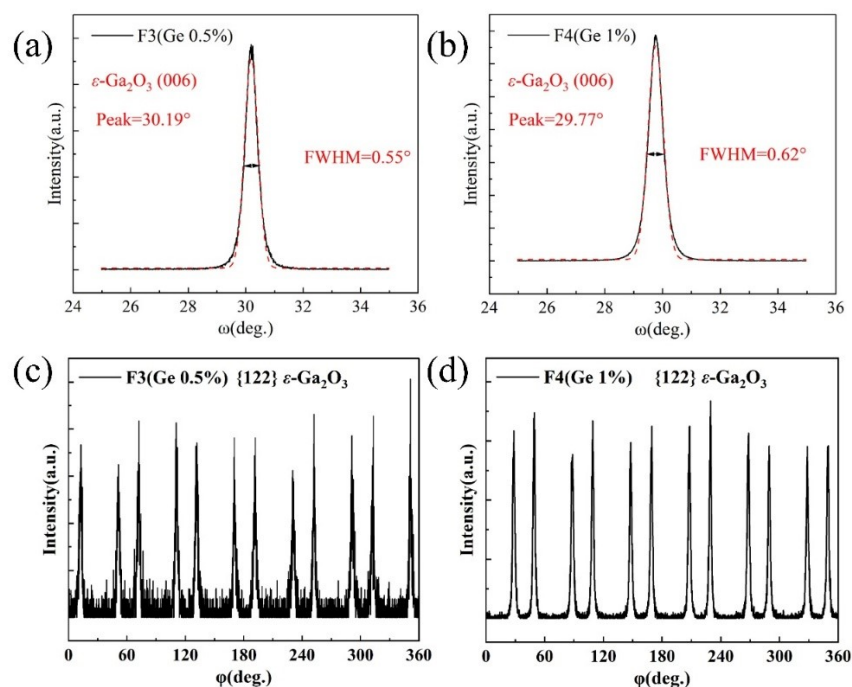 (a)
F3(Ge 0.5%)
ε-Ga₂O₃ (006)
Peak=30.19°
FWHM=0.55°
Intensity(a.u.)
24 26 28 30 32 34 36
ω(deg.)
(b)
F4(Ge 1%)
ε-Ga₂O₃ (006)
Peak=29.77°
FWHM=0.62°
Intensity(a.u.)
24 26 28 30 32 34 36
ω(deg.)
(c)
F3(Ge 0.5%) {122} ε-Ga₂O₃
Intensity(a.u.)
0 60 120 180 240 300 360
φ(deg.)
(d)
F4(Ge 1%) {122} ε-Ga₂O₃
Intensity(a.u.)
0 60 120 180 240 300 360
φ(deg.)